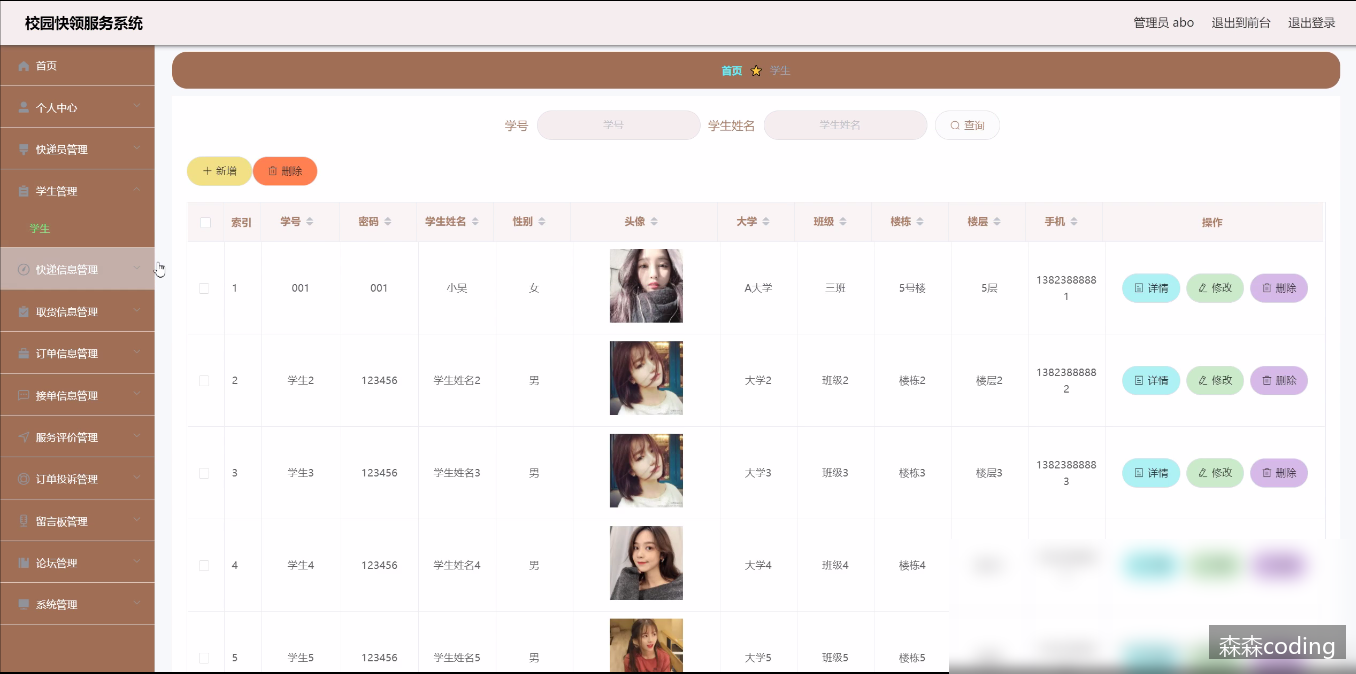 校园快领服务系统
管理员 abo 退出到前台 退出登录
首页
个人中心
快递员管理
学生管理
学生
快递信息管理
取货信息管理
订单信息管理
接单信息管理
服务评价管理
订单投诉管理
留言板管理
论坛管理
系统管理
首页 学生
学号 学号 学生姓名 学生姓名 查询
新增 删除
索引 学号 密码 学生姓名 性别 头像 大学 班级 楼栋 楼层 手机 操作
1 001 001 小吴 女 A大学 三班 5号楼 5层 13823888881 详情 修改 删除
2 学生2 123456 学生姓名2 男 大学2 班级2 楼栋2 楼层2 13823888882 详情 修改 删除
3 学生3 123456 学生姓名3 男 大学3 班级3 楼栋3 楼层3 13823888883 详情 修改 删除
4 学生4 123456 学生姓名4 男 大学4 班级4 楼栋4
5 学生5 123456 学生姓名5 男 大学5 班级5 楼栋5
森森coding